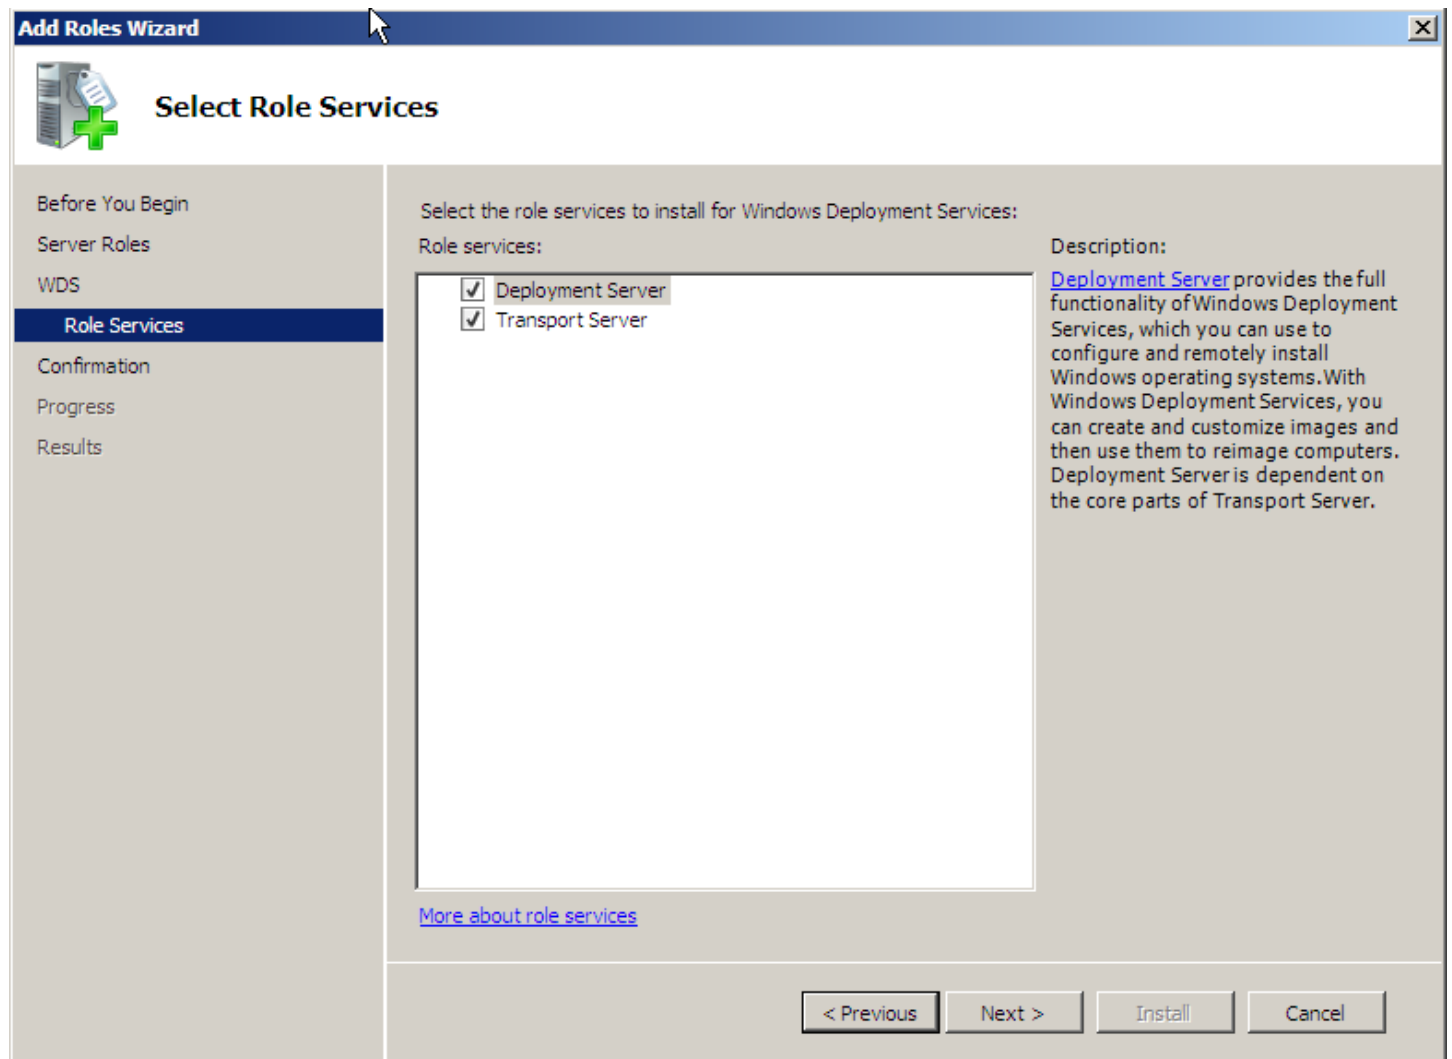 Add Roles Wizard
Select Role Services
Before You Begin
Server Roles
WDS
Role Services
Confirmation
Progress
Results
Select the role services to install for Windows Deployment Services:
Role services:
Deployment Server
Transport Server
More about role services
Description:
Deployment Server provides the full
functionality of Windows Deployment
Services, which you can use to
configure and remotely install
Windows operating systems. With
Windows Deployment Services, you
can create and customize images and
then use them to reimage computers.
Deployment Server is dependent on
the core parts of Transport Server.
< Previous
Next >
Install
Cancel